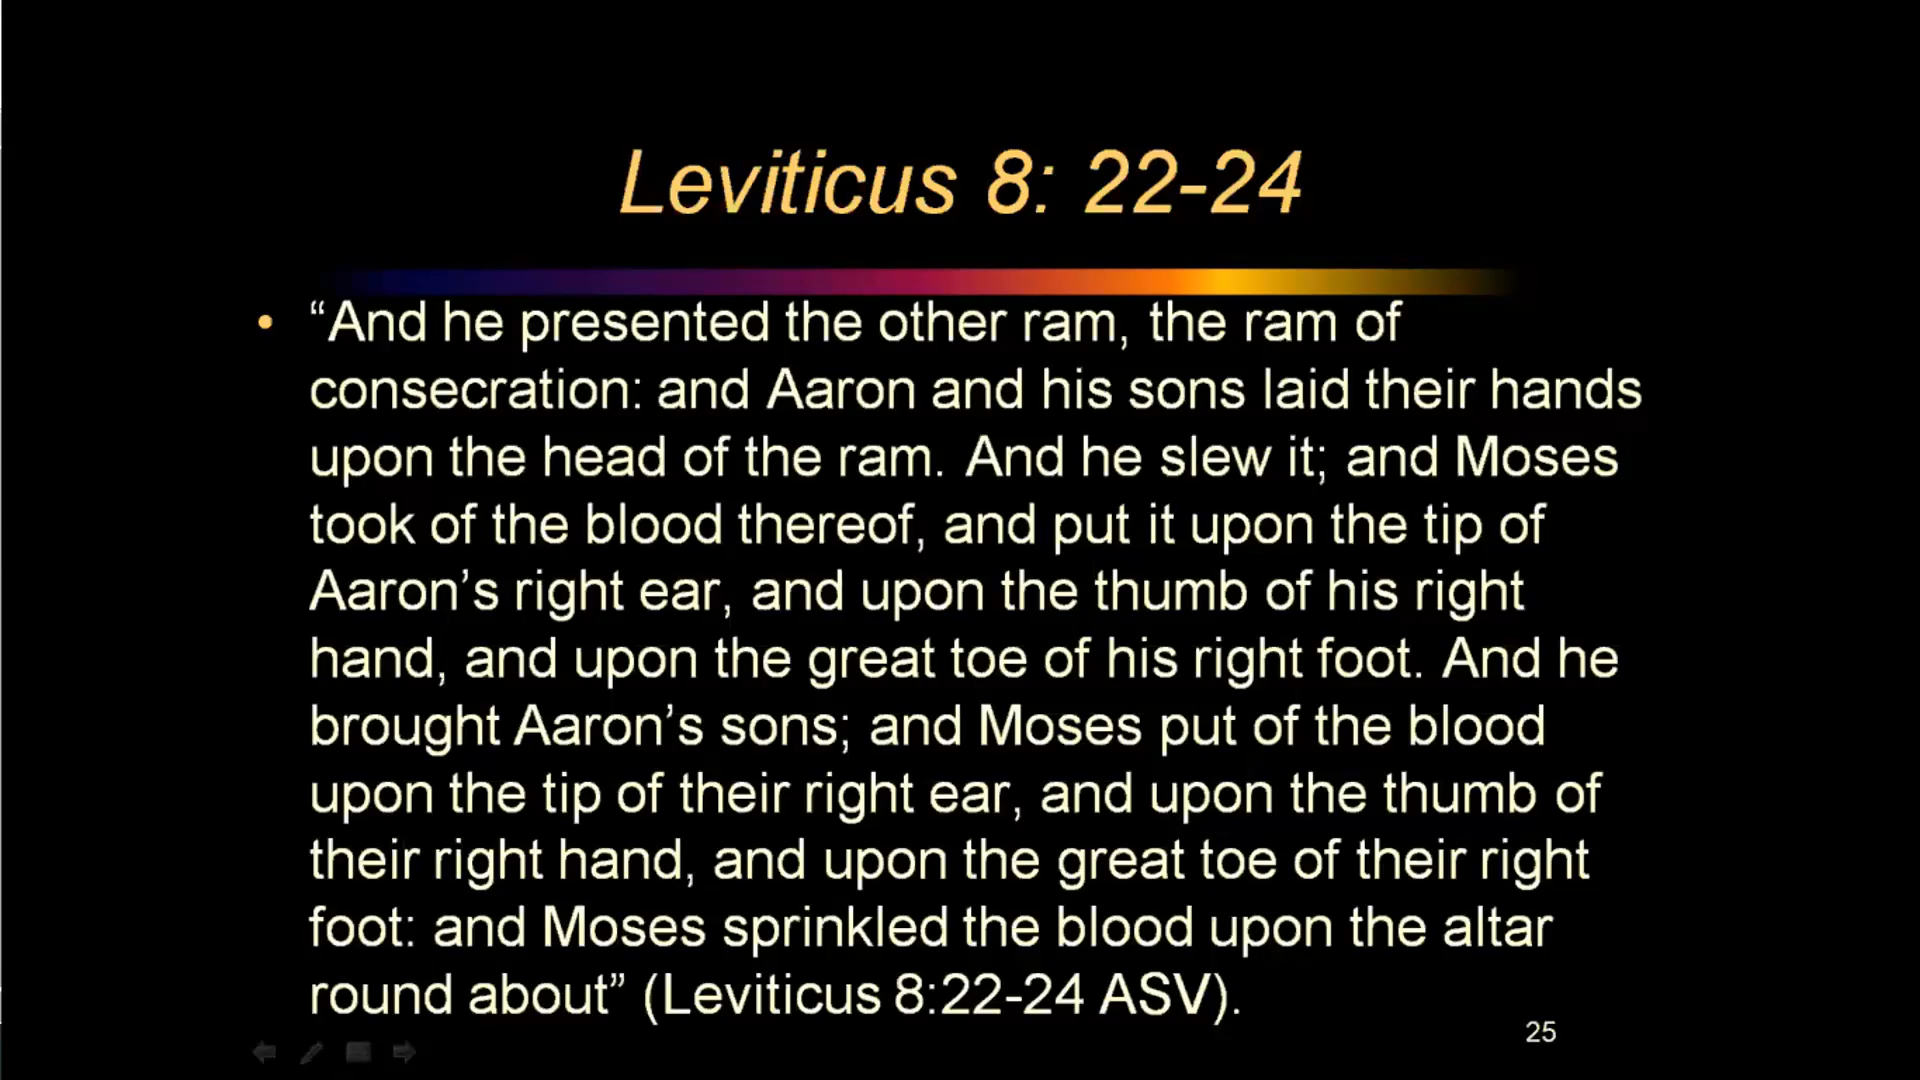 Leviticus 8: 22-24
• “And he presented the other ram, the ram of
consecration: and Aaron and his sons laid their hands
upon the head of the ram. And he slew it; and Moses
took of the blood thereof, and put it upon the tip of
Aaron’s right ear, and upon the thumb of his right
hand, and upon the great toe of his right foot. And he
brought Aaron’s sons; and Moses put of the blood
upon the tip of their right ear, and upon the thumb of
their right hand, and upon the great toe of their right
foot: and Moses sprinkled the blood upon the altar
round about” (Leviticus 8:22-24 ASV).
25